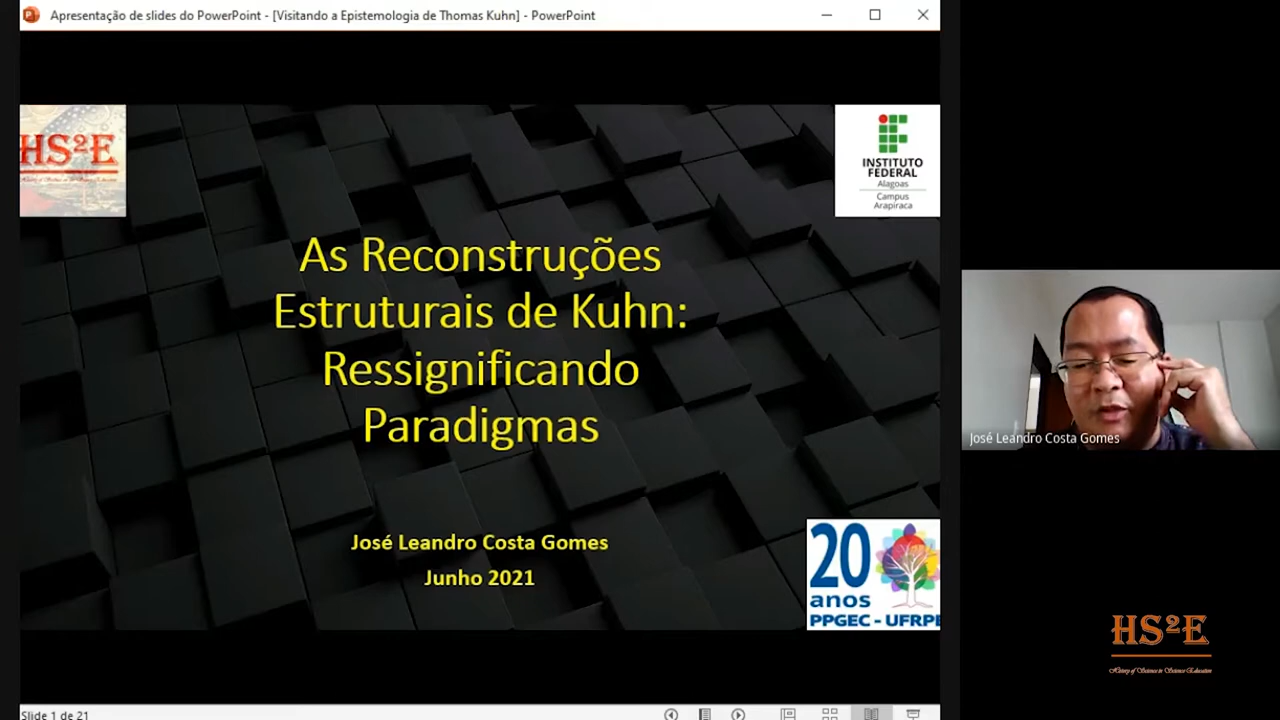 Apresentação de slides do PowerPoint - [Visitando a Epistemologia de Thomas Kuhn] - PowerPoint
HS²E
INSTITUTO
FEDERAL
Alagoas
Campus
Arapiraca
As Reconstruções
Estruturais de Kuhn:
Ressignificando
Paradigmas
José Leandro Costa Gomes
Junho 2021
20
anos
PPGEC - UFRPE
José Leandro Costa Gomes
HS²E
History of Science in Science Education
Slide 1 de 21